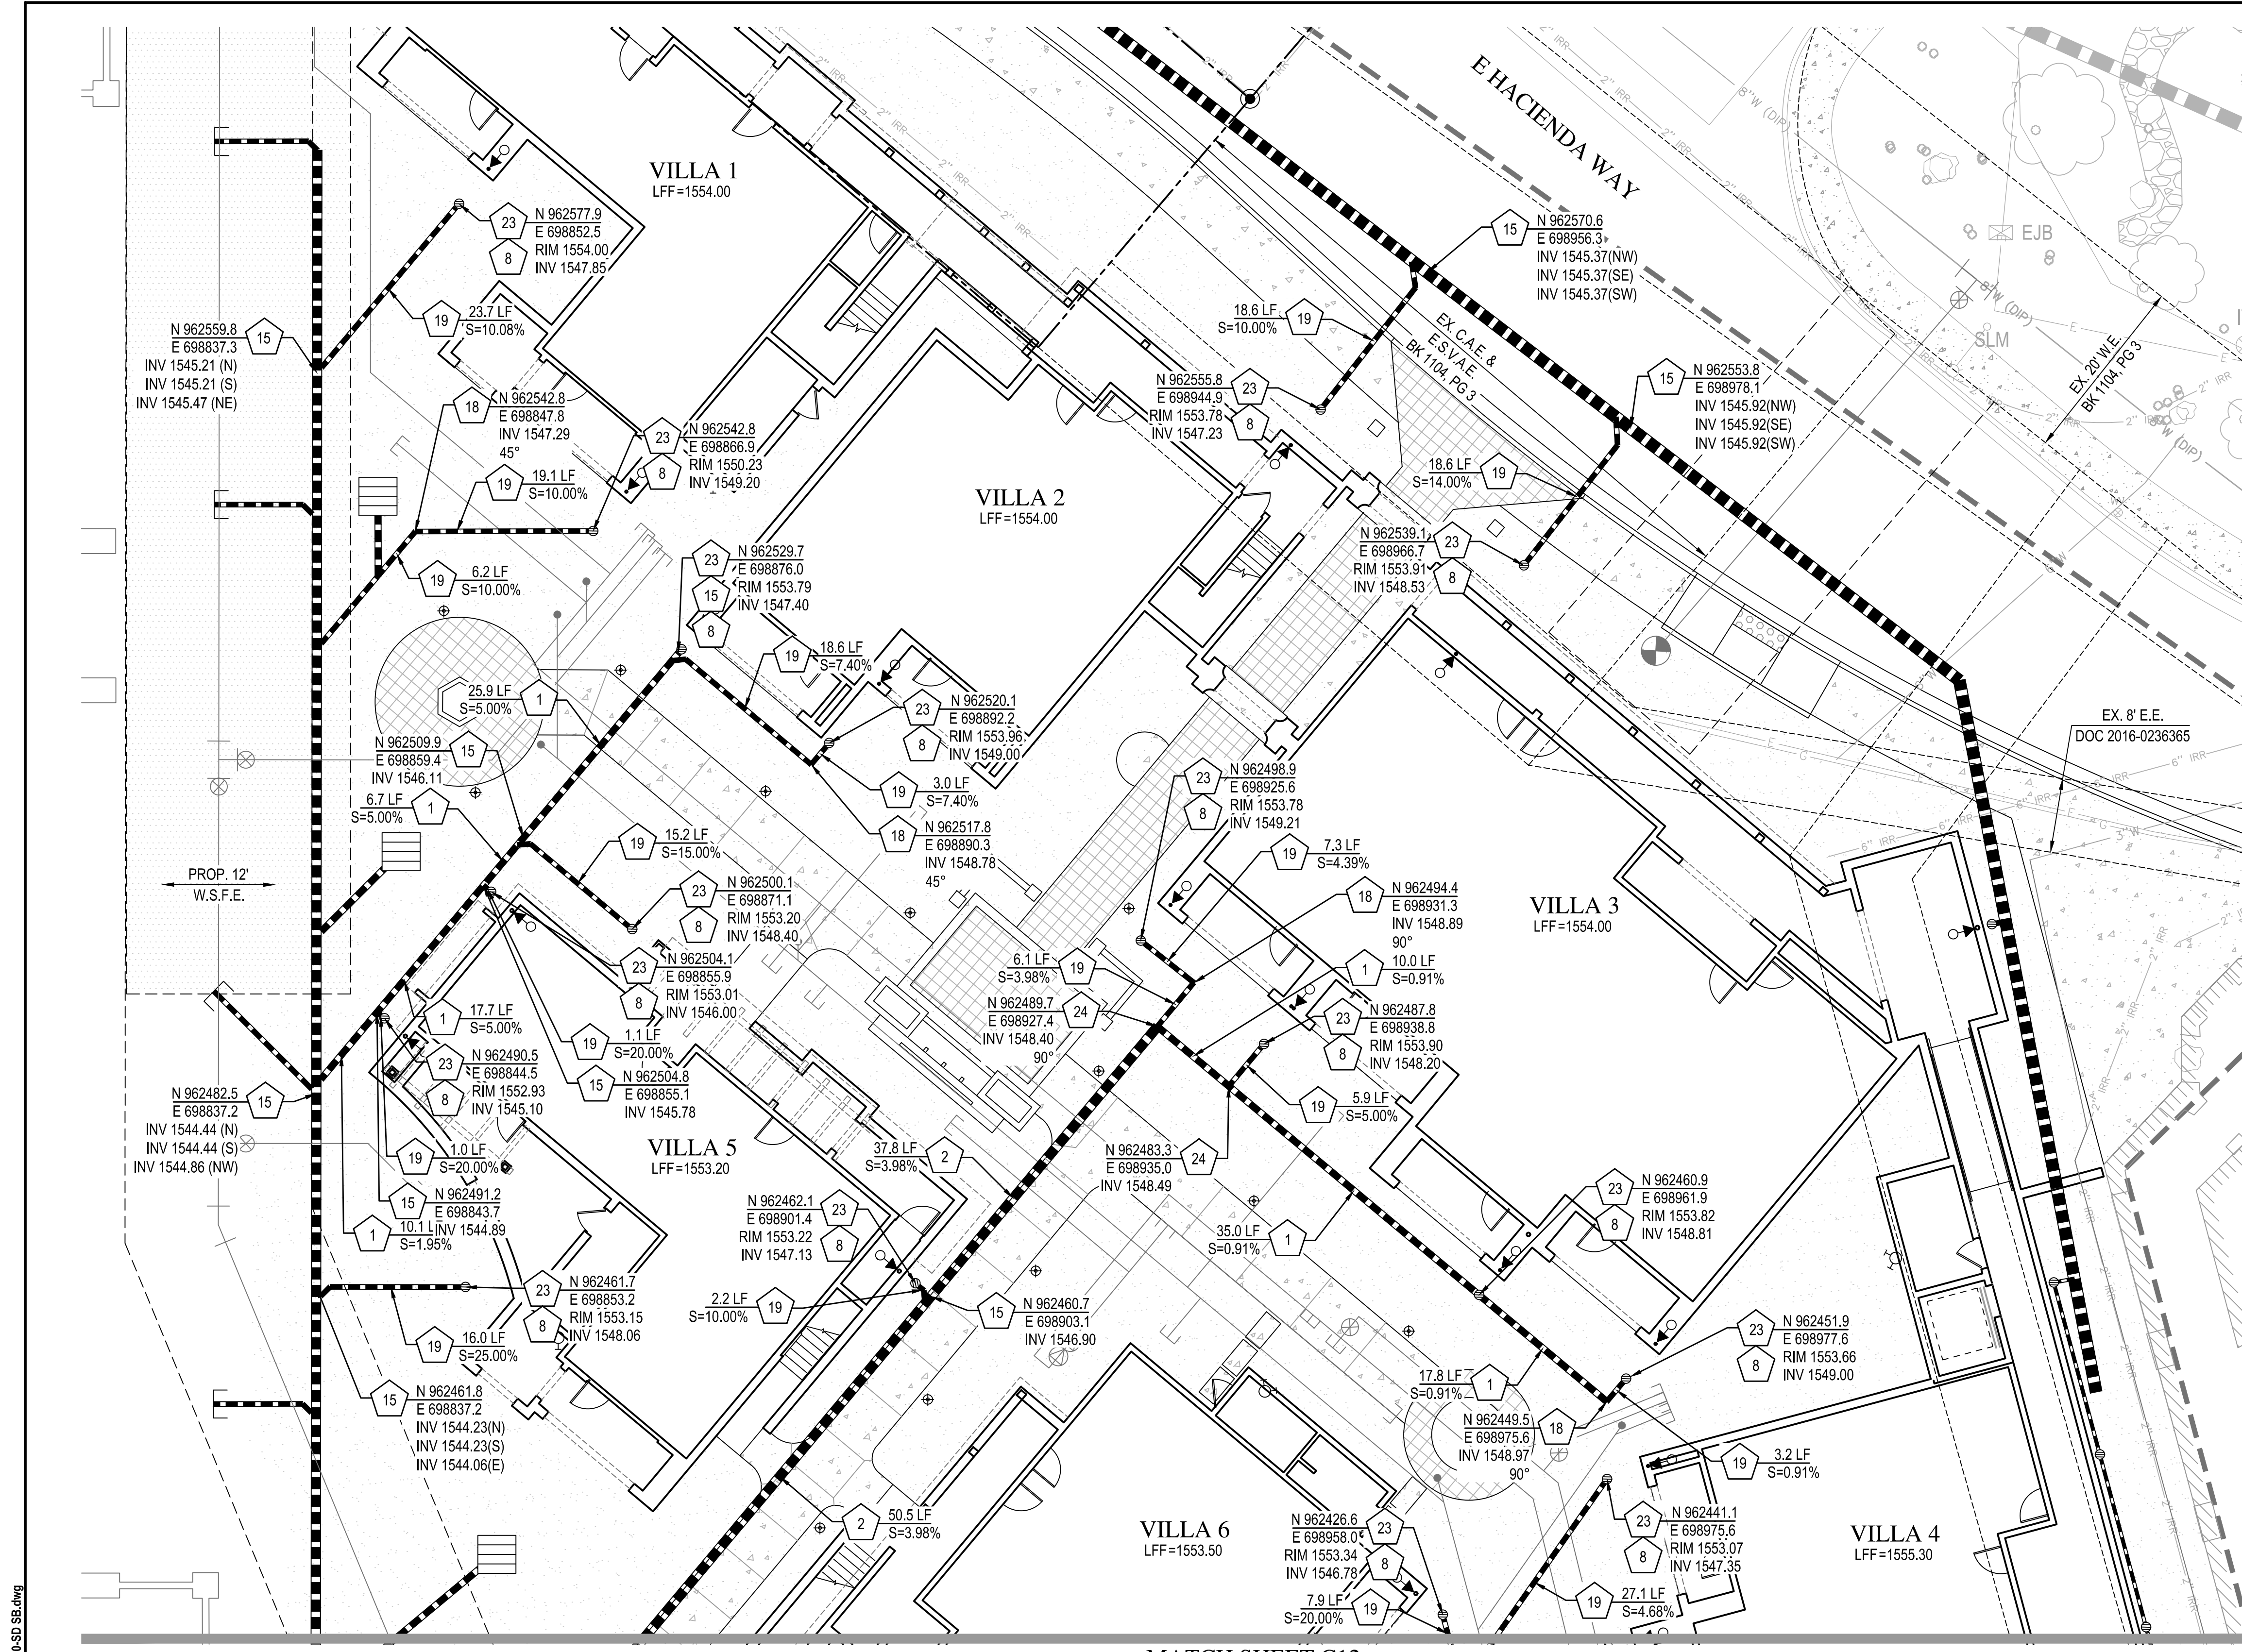 E HACIENDA WAY
2" IRR
2" IRR
2" IRR
2" IRR
2" IRR
8"W (DIP)
VILLA 1
LFF=1554.00
23
N 962577.9
E 698852.5
8
RIM 1554.00
INV 1547.85
15
N 962570.6
E 698956.3
INV 1545.37(NW)
INV 1545.37(SE)
INV 1545.37(SW)
EJB
8"W (DIP)
SLM
EX. 20' W.E.
BK 1104, PG 3
19
23.7 LF
S=10.08%
N 962559.8
E 698837.3
15
INV 1545.21 (N)
INV 1545.21 (S)
INV 1545.47 (NE)
18.6 LF
S=10.00%
19
EX. C.A.E. &
E.S.V.A.E.
BK 1104, PG 3
N 962555.8
E 698944.9
23
RIM 1553.78
INV 1547.23
8
15
N 962553.8
E 698978.1
INV 1545.92(NW)
INV 1545.92(SE)
INV 1545.92(SW)
18
N 962542.8
E 698847.8
INV 1547.29
45°
23
N 962542.8
E 698866.9
8
RIM 1550.23
INV 1549.20
19
19.1 LF
S=10.00%
VILLA 2
LFF=1554.00
18.6 LF
S=14.00%
19
8"W (DIP)
19
6.2 LF
S=10.00%
23
N 962529.7
E 698876.0
15
RIM 1553.79
INV 1547.40
8
N 962539.1
E 698966.7
23
RIM 1553.91
INV 1548.53
8
19
18.6 LF
S=7.40%
25.9 LF
S=5.00%
1
23
N 962520.1
E 698892.2
8
RIM 1553.96
INV 1549.00
EX. 8' E.E.
DOC 2016-0236365
N 962509.9
E 698859.4
15
INV 1546.11
19
3.0 LF
S=7.40%
23
N 962498.9
E 698925.6
8
RIM 1553.78
INV 1549.21
6" IRR
6" IRR
3"W
6" IRR
6.7 LF
S=5.00%
1
18
N 962517.8
E 698890.3
INV 1548.78
45°
19
15.2 LF
S=15.00%
19
7.3 LF
S=4.39%
PROP. 12'
W.S.F.E.
23
N 962500.1
E 698871.1
8
RIM 1553.20
INV 1548.40
18
N 962494.4
E 698931.3
INV 1548.89
90°
VILLA 3
LFF=1554.00
23
N 962504.1
E 698855.9
8
RIM 1553.01
INV 1546.00
6.1 LF
S=3.98%
19
1
10.0 LF
S=0.91%
N 962489.7
E 698927.4
24
INV 1548.40
90°
1
17.7 LF
S=5.00%
19
1.1 LF
S=20.00%
23
N 962487.8
E 698938.8
8
RIM 1553.90
INV 1548.20
23
N 962490.5
E 698844.5
8
RIM 1552.93
INV 1545.10
15
N 962504.8
E 698855.1
INV 1545.78
N 962482.5
E 698837.2
15
INV 1544.44 (N)
INV 1544.44 (S)
INV 1544.86 (NW)
19
5.9 LF
S=5.00%
19
1.0 LF
S=20.00%
VILLA 5
LFF=1553.20
37.8 LF
S=3.98%
2
N 962483.3
E 698935.0
24
INV 1548.49
15
N 962491.2
E 698843.7
INV 1544.89
1
10.1 LF
S=1.95%
N 962462.1
E 698901.4
23
RIM 1553.22
INV 1547.13
8
35.0 LF
S=0.91%
1
23
N 962460.9
E 698961.9
8
RIM 1553.82
INV 1548.81
23
N 962461.7
E 698853.2
8
RIM 1553.15
INV 1548.06
2.2 LF
S=10.00%
19
15
N 962460.7
E 698903.1
INV 1546.90
23
N 962451.9
E 698977.6
8
RIM 1553.66
INV 1549.00
19
16.0 LF
S=25.00%
15
N 962461.8
E 698837.2
INV 1544.23(N)
INV 1544.23(S)
INV 1544.06(E)
17.8 LF
S=0.91%
1
N 962449.5
E 698975.6
18
INV 1548.97
90°
19
3.2 LF
S=0.91%
2
50.5 LF
S=3.98%
VILLA 6
LFF=1553.50
N 962426.6
E 698958.0
23
RIM 1553.34
INV 1546.78
8
23
N 962441.1
E 698975.6
8
RIM 1553.07
INV 1547.35
VILLA 4
LFF=1555.30
7.9 LF
S=20.00%
19
19
27.1 LF
S=4.68%
0-SD SB.dwg
MATCH SHEET C12